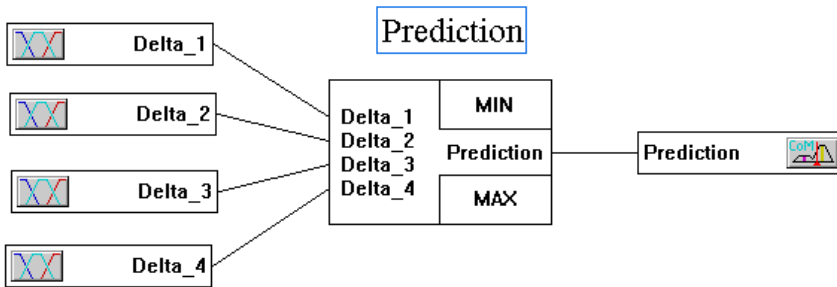 Prediction
Delta_1
Delta_2
Delta_3
Delta_4
Delta_1
Delta_2
Delta_3
Delta_4
MIN
Prediction
MAX
Prediction
CoM